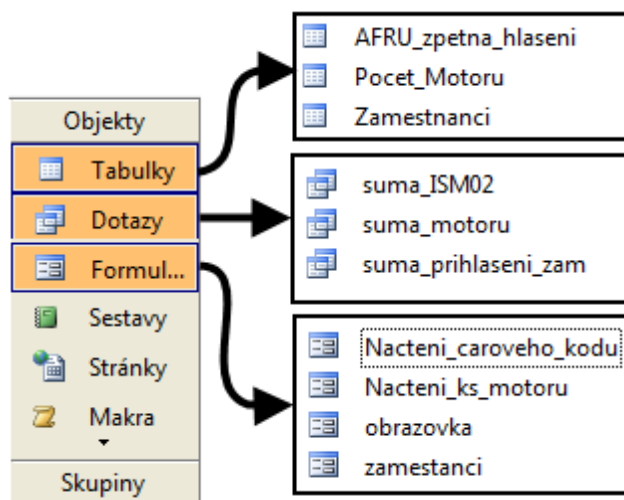 Objekty
Tabulky
Dotazy
Formul...
Sestavy
Stránky
Makra
Skupiny
AFRU_zpetna_hlaseni
Pocet_Motoru
Zamestnanci
suma_ISM02
suma_motoru
suma_prihlaseni_zam
Nacteni_caroveho_kodu
Nacteni_ks_motoru
obrazovka
zamestanci